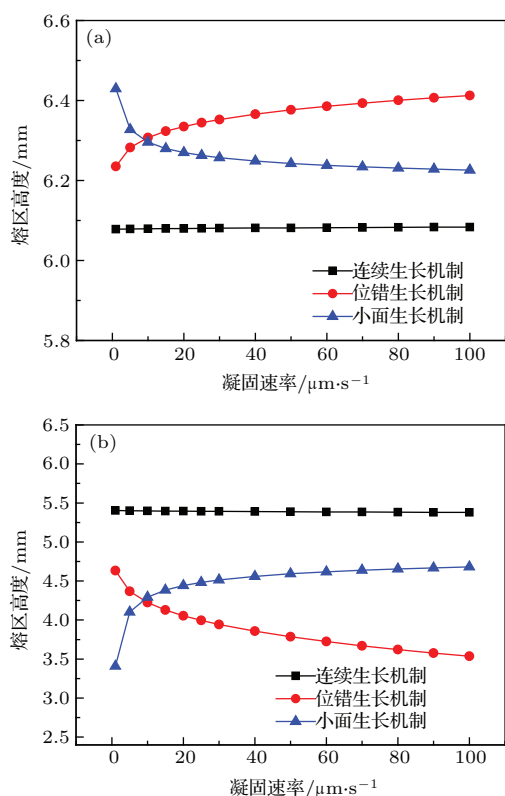 6.6
(a)
6.4
6.2
6.0
5.8
熔区高度/mm
连续生长机制
位错生长机制
小面生长机制
0 20 40 60 80 100
凝固速率/μm·s−1
6.5
(b)
6.0
5.5
5.0
4.5
4.0
3.5
3.0
2.5
熔区高度/mm
连续生长机制
位错生长机制
小面生长机制
0 20 40 60 80 100
凝固速率/μm·s−1